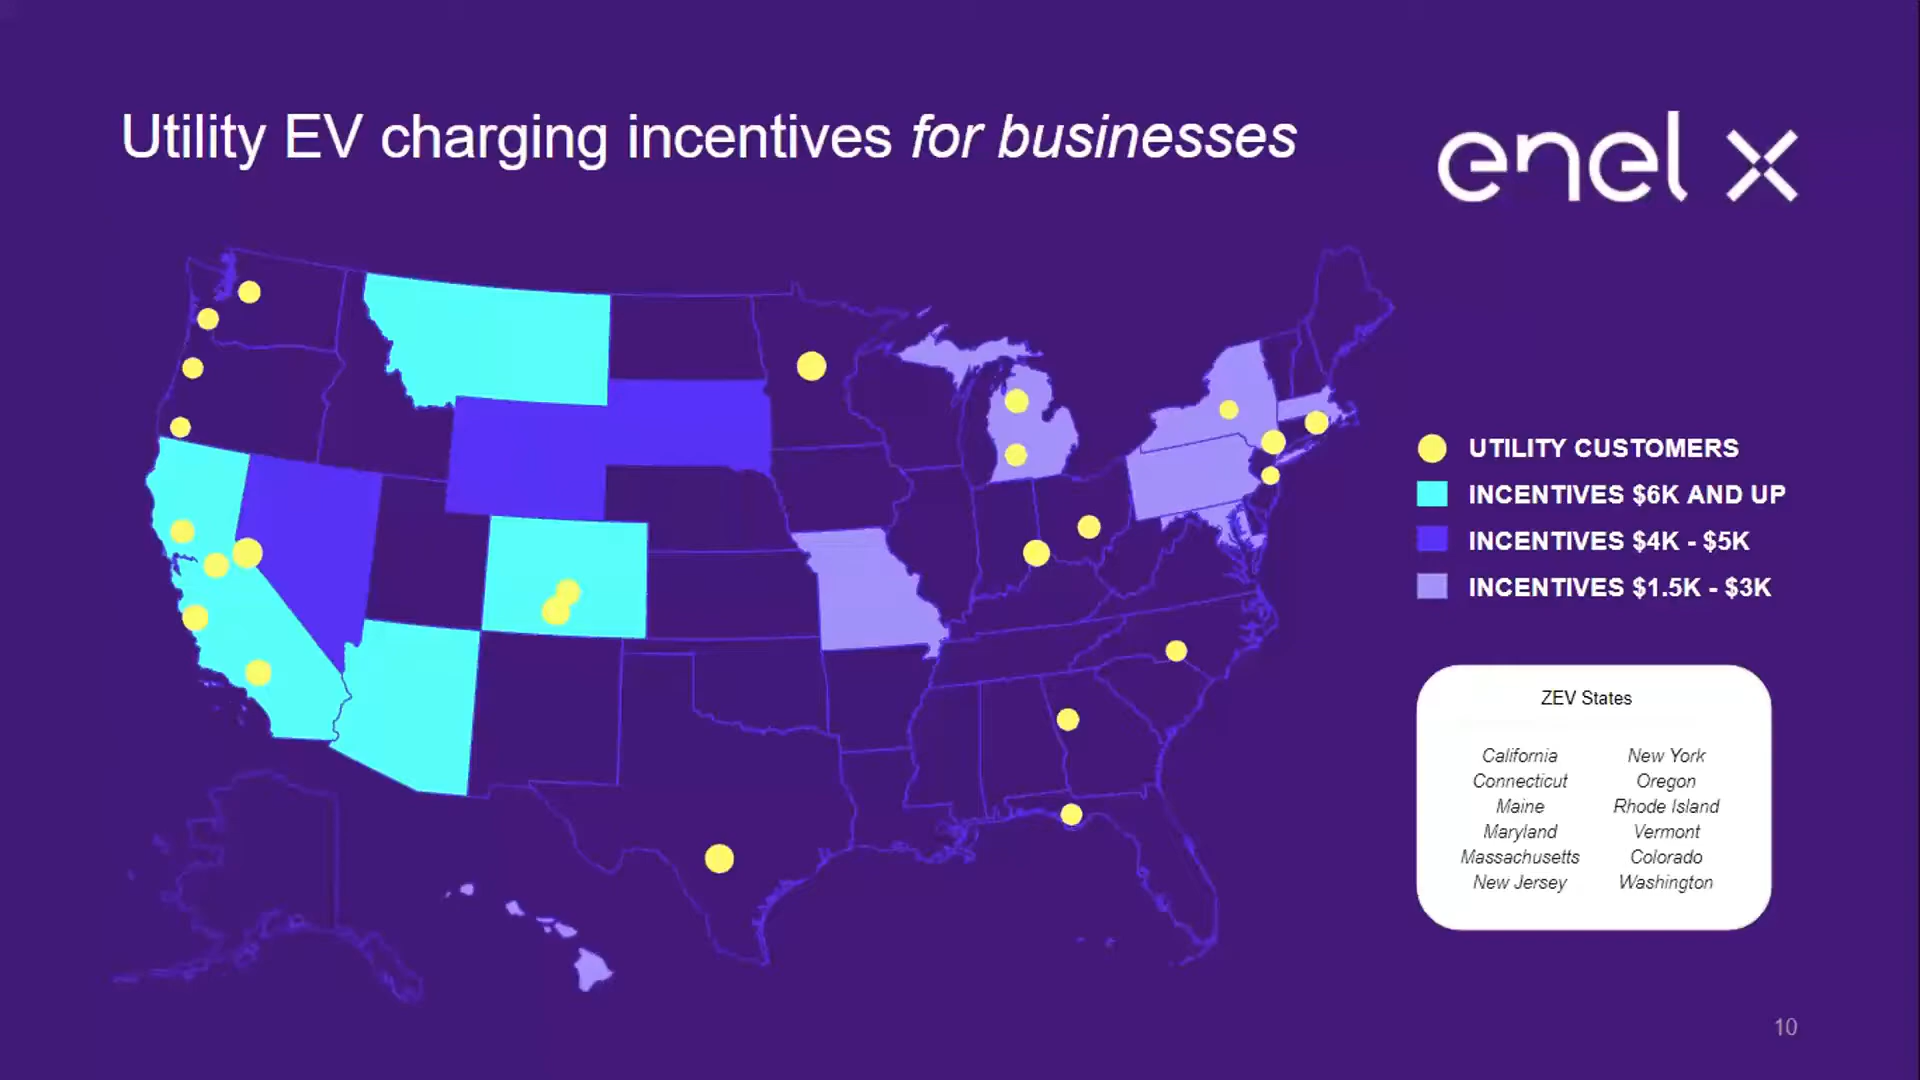 Utility EV charging incentives for businesses
enel x
UTILITY CUSTOMERS
INCENTIVES $6K AND UP
INCENTIVES $4K - $5K
INCENTIVES $1.5K - $3K
ZEV States
California
Connecticut
Maine
Maryland
Massachusetts
New Jersey
New York
Oregon
Rhode Island
Vermont
Colorado
Washington
10